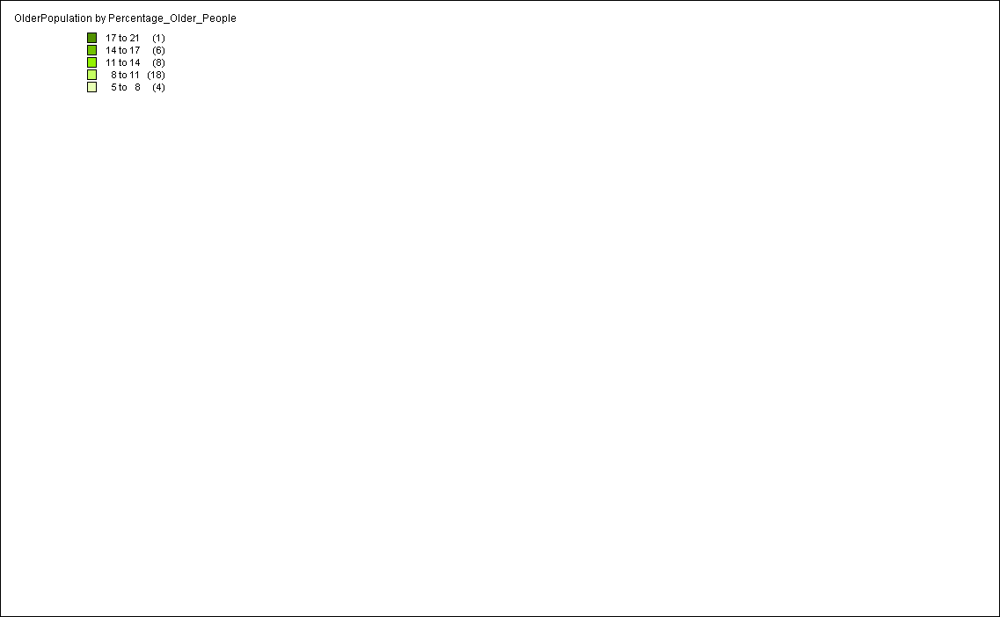 OlderPopulation by Percentage_Older_People
17 to 21 (1)
14 to 17 (6)
11 to 14 (8)
8 to 11 (18)
5 to 8 (4)